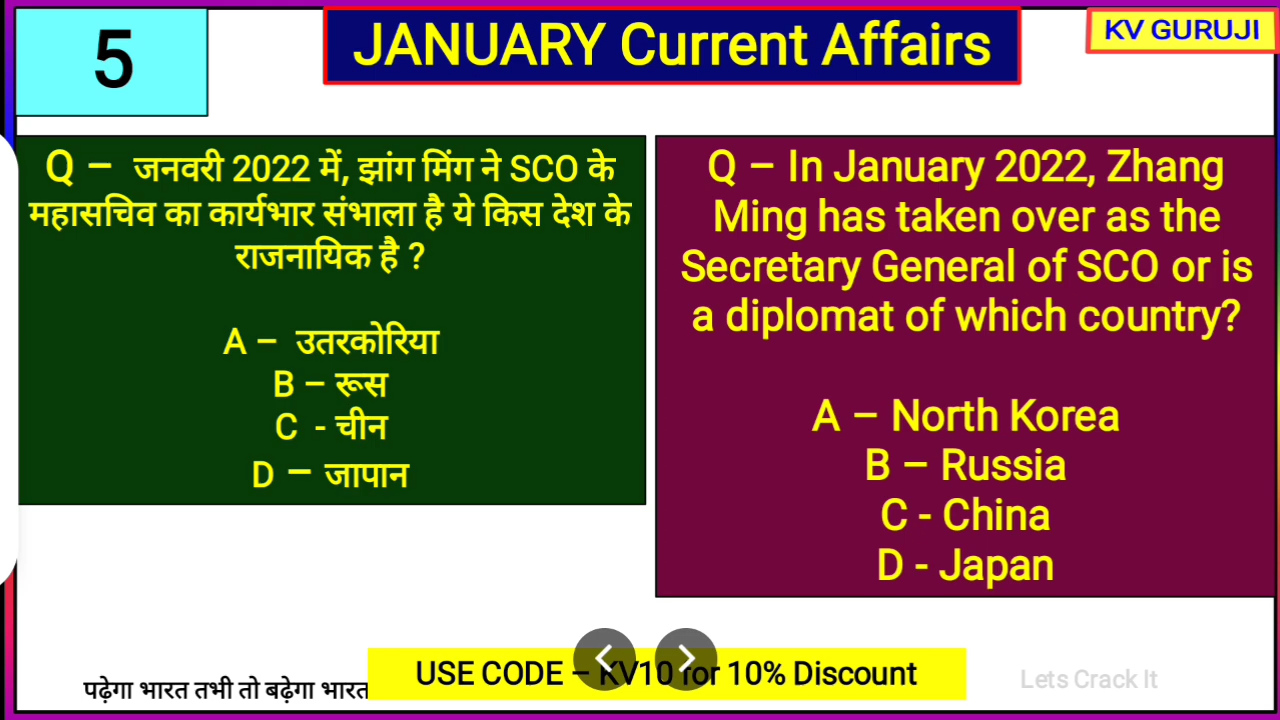 5
JANUARY Current Affairs
KV GURUJI
Q – जनवरी 2022 में, झांग मिंग ने SCO के
महासचिव का कार्यभार संभाला है ये किस देश के
राजनायिक है ?
A – उतरकोरिया
B – रूस
C - चीन
D – जापान
Q – In January 2022, Zhang
Ming has taken over as the
Secretary General of SCO or is
a diplomat of which country?
A – North Korea
B – Russia
C - China
D - Japan
पढ़ेगा भारत तभी तो बढ़ेगा भारत
USE CODE – KV10 for 10% Discount
Lets Crack It